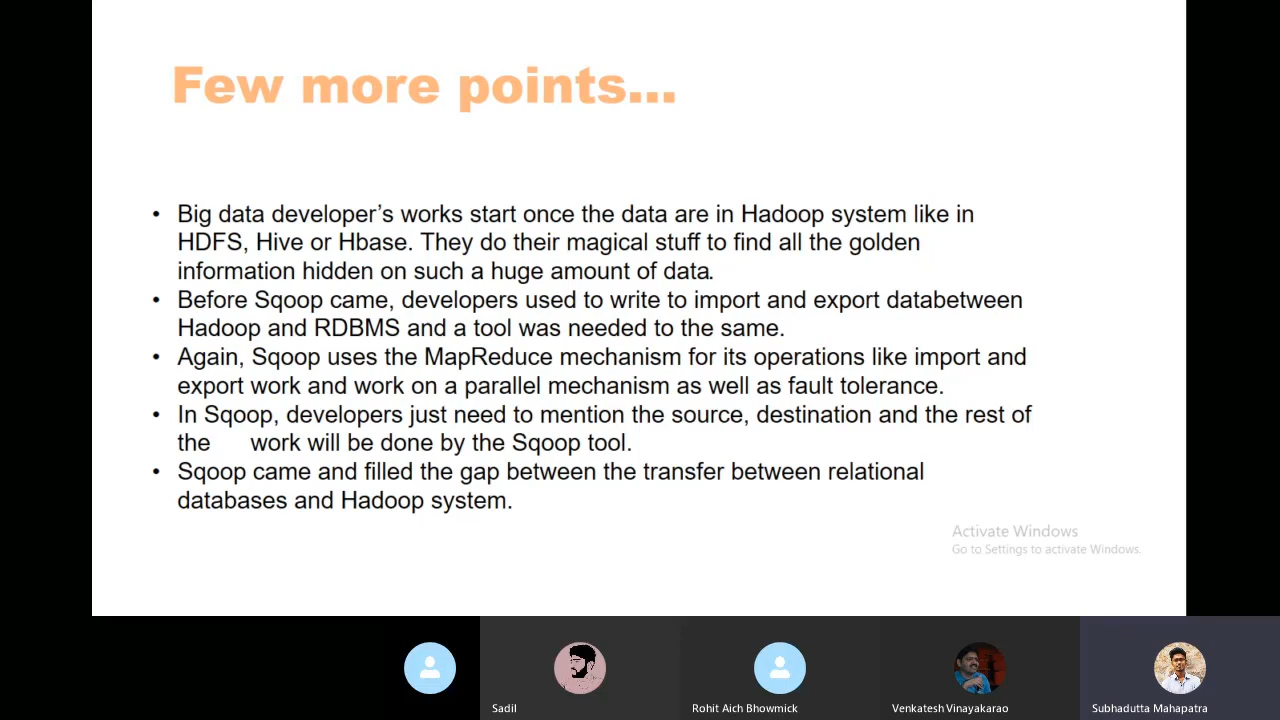 Few more points...
• Big data developer’s works start once the data are in Hadoop system like in
HDFS, Hive or Hbase. They do their magical stuff to find all the golden
information hidden on such a huge amount of data.
• Before Sqoop came, developers used to write to import and export databetween
Hadoop and RDBMS and a tool was needed to the same.
• Again, Sqoop uses the MapReduce mechanism for its operations like import and
export work and work on a parallel mechanism as well as fault tolerance.
• In Sqoop, developers just need to mention the source, destination and the rest of
the work will be done by the Sqoop tool.
• Sqoop came and filled the gap between the transfer between relational
databases and Hadoop system.
Activate Windows
Go to Settings to activate Windows.
Sadil
Rohit Aich Bhowmick
Venkatesh Vinayakarao
Subhadutta Mahapatra